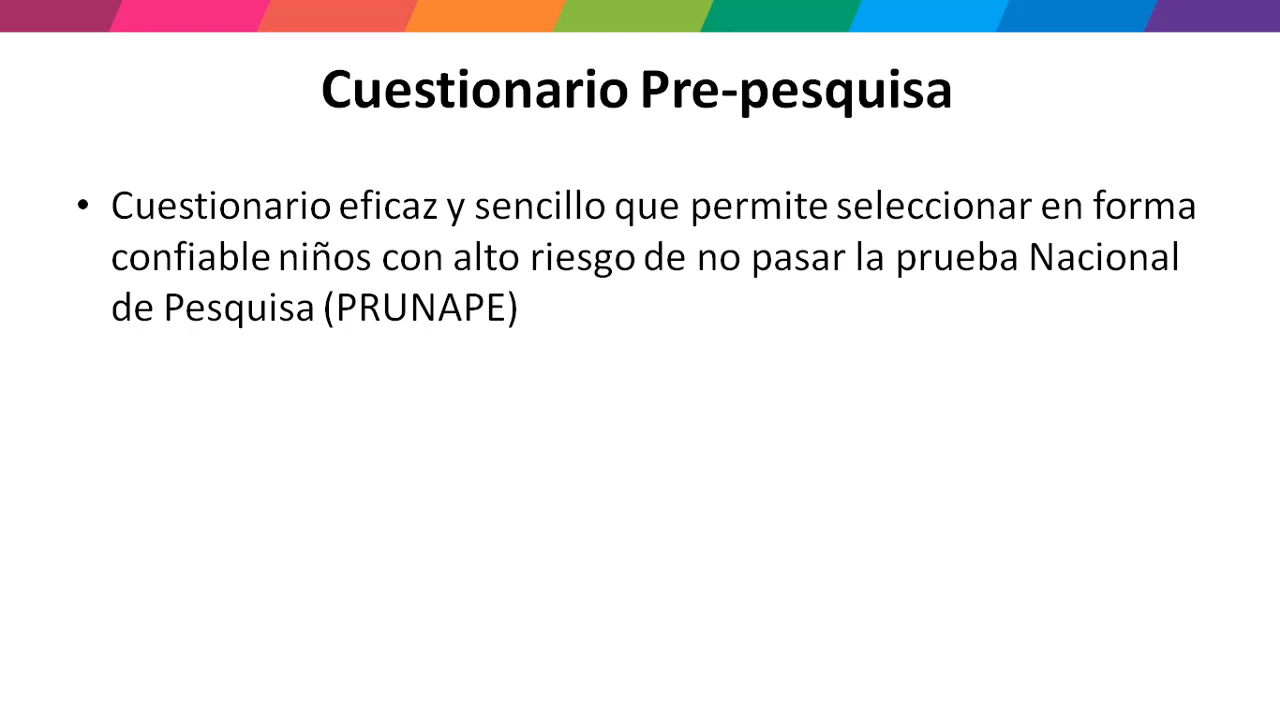 Cuestionario Pre-pesquisa
• Cuestionario eficaz y sencillo que permite seleccionar en forma
confiable niños con alto riesgo de no pasar la prueba Nacional
de Pesquisa (PRUNAPE)